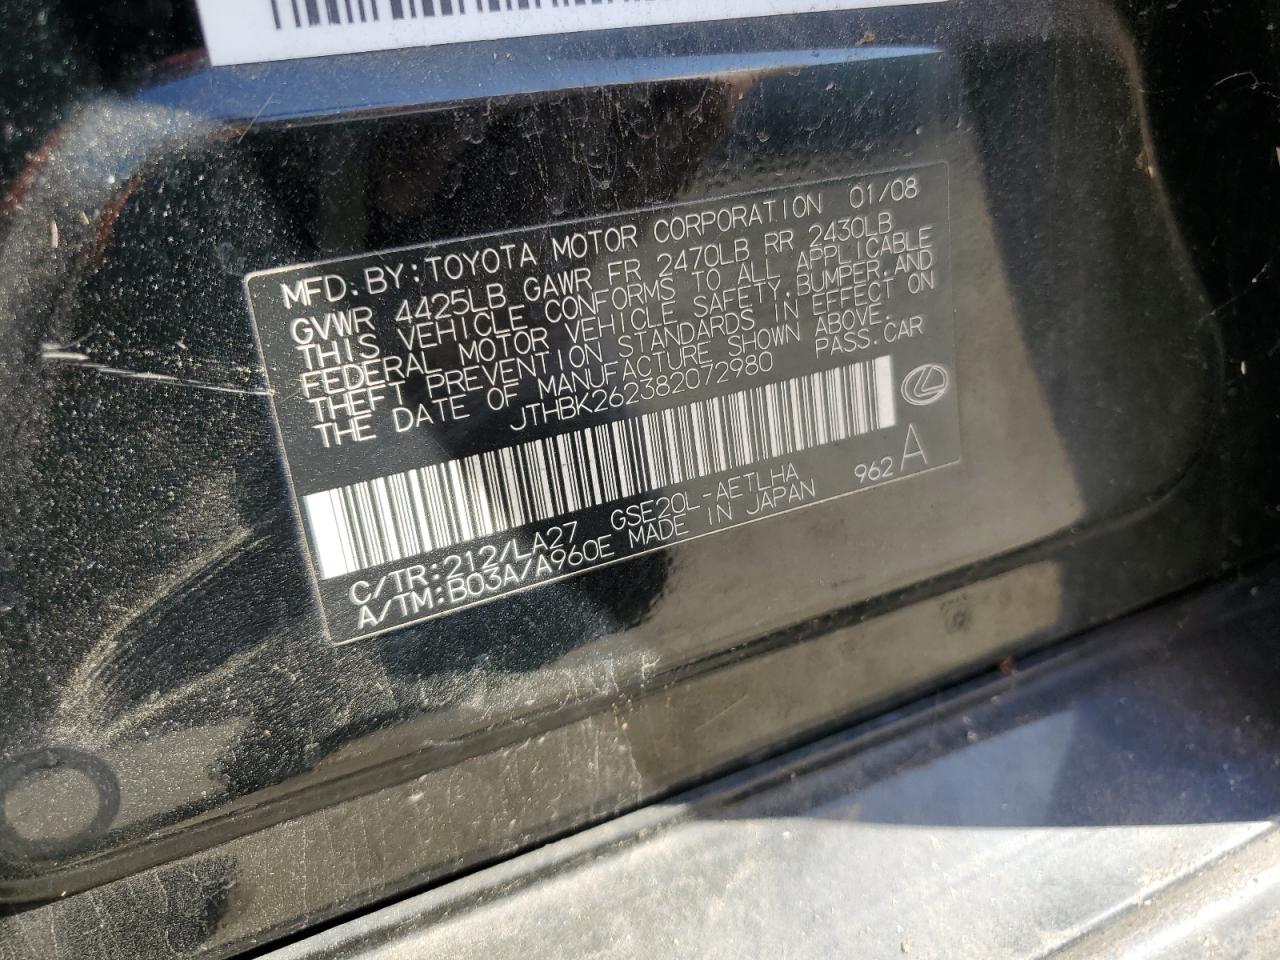 MFD.BY:TOYOTA MOTOR CORPORATION 01/08
GVWR 4425LB GAWR FR 2470LB RR 2430LB
THIS VEHICLE CONFORMS TO ALL APPLICABLE
FEDERAL MOTOR VEHICLE SAFETY,BUMPER,AND
THEFT PREVENTION STANDARDS IN EFFECT ON
THE DATE OF MANUFACTURE SHOWN ABOVE.
JTHBK262382072980 PASS.CAR
C/TR:212/LA27 GSE20L-AETLHA 962 A
A/TM:B03A/A960E MADE IN JAPAN